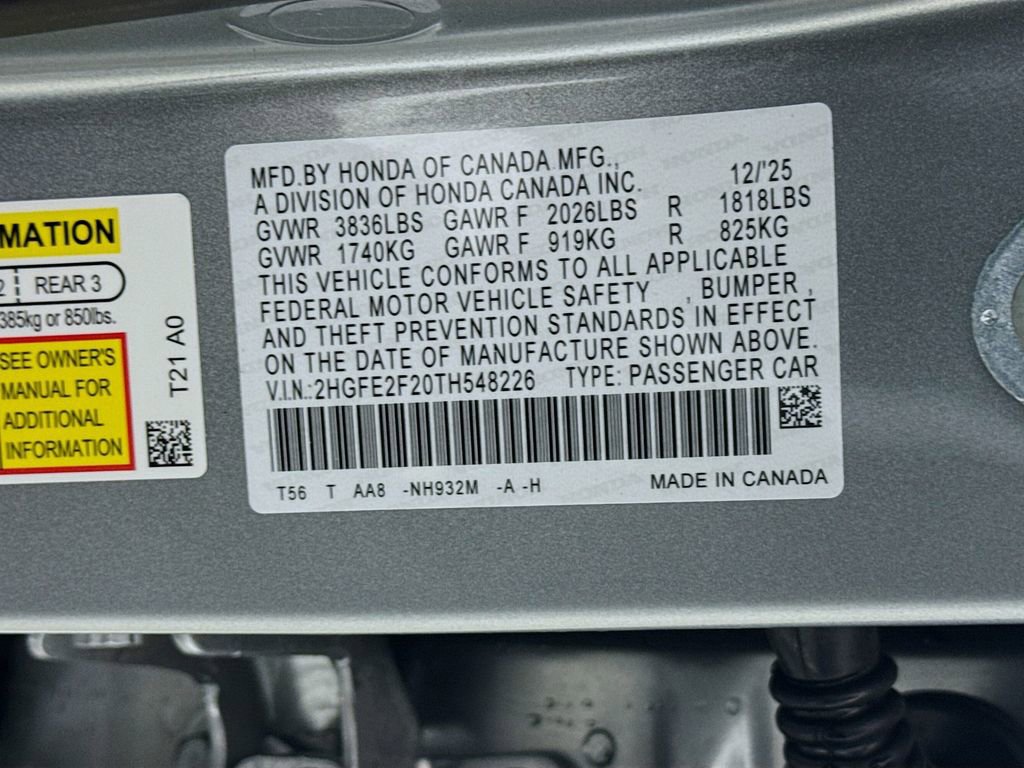 MATION
2 REAR 3
385kg or 850lbs.
SEE OWNER'S
MANUAL FOR
ADDITIONAL
INFORMATION
T21 A0
MFD.BY HONDA OF CANADA MFG.,
A DIVISION OF HONDA CANADA INC. 12/'25
GVWR 3836LBS GAWR F 2026LBS R 1818LBS
GVWR 1740KG GAWR F 919KG R 825KG
THIS VEHICLE CONFORMS TO ALL APPLICABLE
FEDERAL MOTOR VEHICLE SAFETY , BUMPER ,
AND THEFT PREVENTION STANDARDS IN EFFECT
ON THE DATE OF MANUFACTURE SHOWN ABOVE.
V.I.N.:2HGFE2F20TH548226 TYPE: PASSENGER CAR
T56 T AA8 -NH932M -A -H MADE IN CANADA